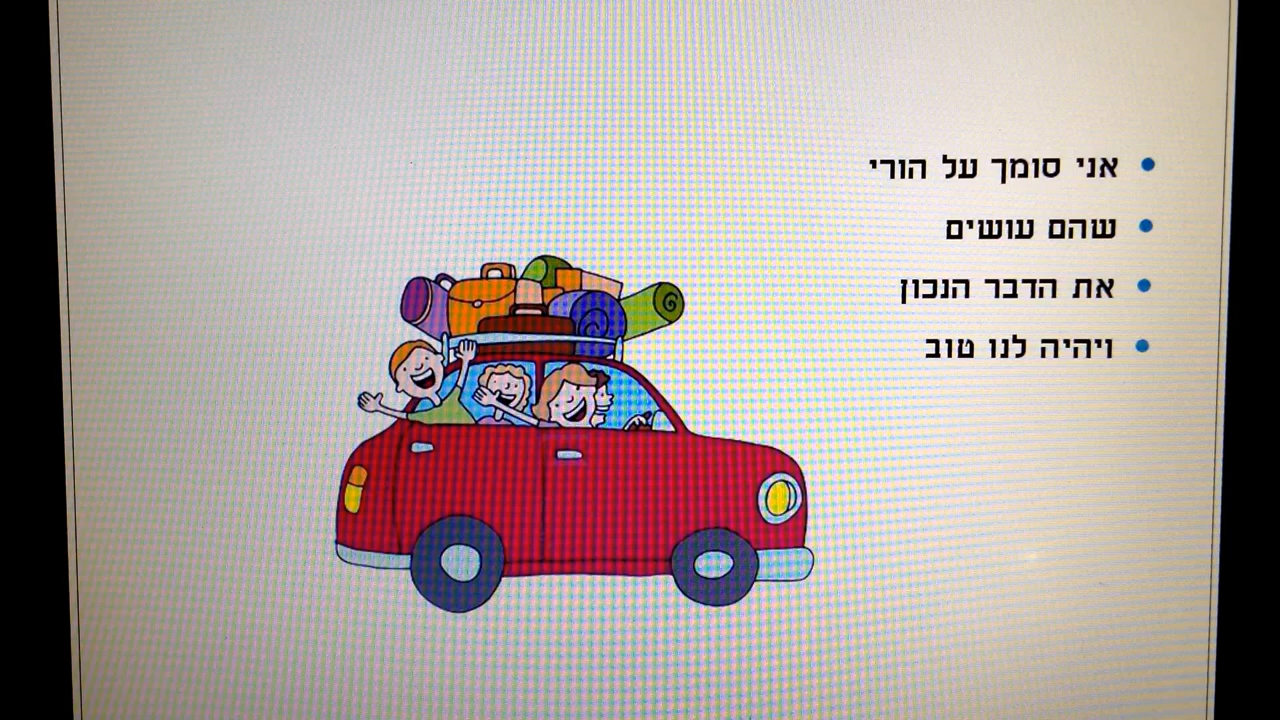 אני סומך על הורי
שהם עושים
את הדבר הנכון
ויהיה לנו טוב